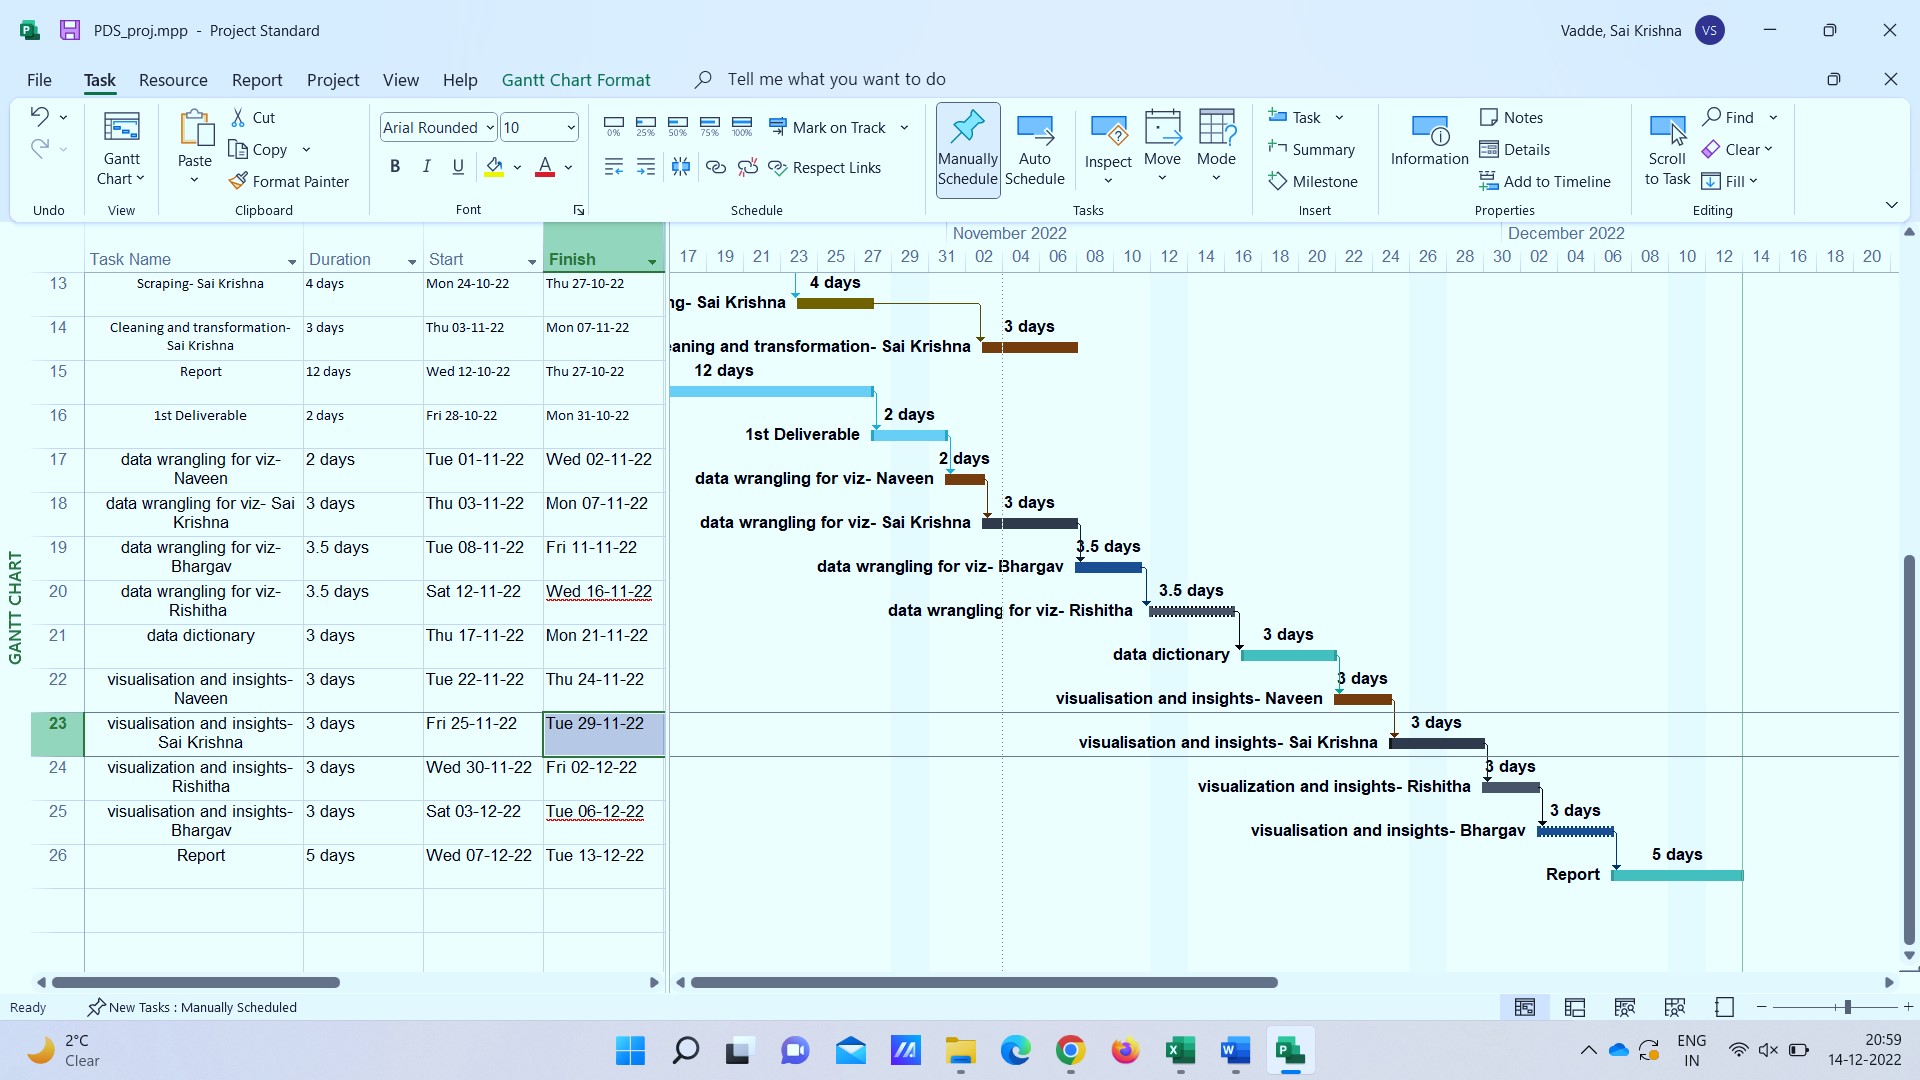 PDS_proj.mpp - Project Standard
Vadde, Sai Krishna
VS
File Task Resource Report Project View Help Gantt Chart Format Tell me what you want to do
Gantt Chart
Paste
Cut
Copy
Format Painter
Arial Rounded 10
B I U A
0% 25% 50% 75% 100%
Mark on Track
Respect Links
Manually Schedule
Auto Schedule
Inspect Move Mode
Task
Summary
Milestone
Information
Notes
Details
Add to Timeline
Scroll to Task
Find
Clear
Fill
Undo View Clipboard Font Schedule Tasks Insert Properties Editing
November 2022 December 2022
Task Name Duration Start Finish
17 19 21 23 25 27 29 31 02 04 06 08 10 12 14 16 18 20 22 24 26 28 30 02 04 06 08 10 12 14 16 18 20
GANTT CHART
13 Scraping- Sai Krishna 4 days Mon 24-10-22 Thu 27-10-22
14 Cleaning and transformation- Sai Krishna 3 days Thu 03-11-22 Mon 07-11-22
15 Report 12 days Wed 12-10-22 Thu 27-10-22
16 1st Deliverable 2 days Fri 28-10-22 Mon 31-10-22
17 data wrangling for viz- Naveen 2 days Tue 01-11-22 Wed 02-11-22
18 data wrangling for viz- Sai Krishna 3 days Thu 03-11-22 Mon 07-11-22
19 data wrangling for viz- Bhargav 3.5 days Tue 08-11-22 Fri 11-11-22
20 data wrangling for viz- Rishitha 3.5 days Sat 12-11-22 Wed 16-11-22
21 data dictionary 3 days Thu 17-11-22 Mon 21-11-22
22 visualisation and insights- Naveen 3 days Tue 22-11-22 Thu 24-11-22
23 visualisation and insights- Sai Krishna 3 days Fri 25-11-22 Tue 29-11-22
24 visualization and insights- Rishitha 3 days Wed 30-11-22 Fri 02-12-22
25 visualisation and insights- Bhargav 3 days Sat 03-12-22 Tue 06-12-22
26 Report 5 days Wed 07-12-22 Tue 13-12-22
4 days
ng- Sai Krishna
3 days
eaning and transformation- Sai Krishna
12 days
2 days
1st Deliverable
2 days
data wrangling for viz- Naveen
3 days
data wrangling for viz- Sai Krishna
3.5 days
data wrangling for viz- Bhargav
3.5 days
data wrangling for viz- Rishitha
3 days
data dictionary
3 days
visualisation and insights- Naveen
3 days
visualisation and insights- Sai Krishna
3 days
visualization and insights- Rishitha
3 days
visualisation and insights- Bhargav
5 days
Report
Ready New Tasks : Manually Scheduled
2°C
Clear
ENG
IN
20:59
14-12-2022